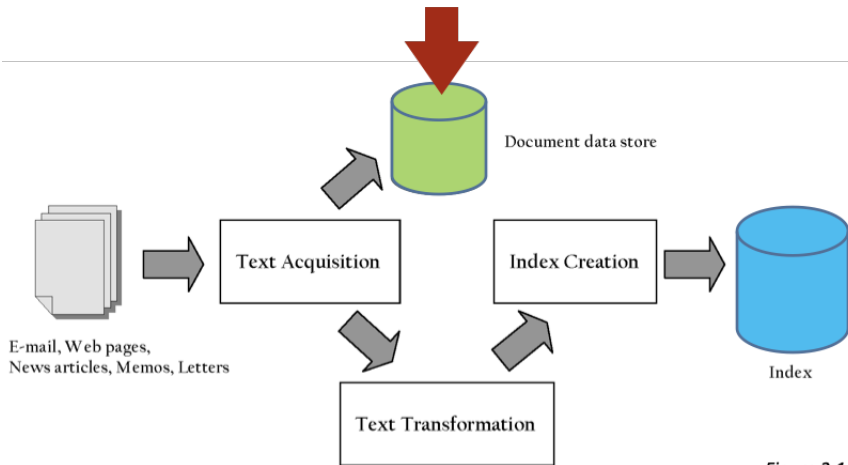 Document data store
Text Acquisition
Index Creation
E-mail, Web pages,
News articles, Memos, Letters
Index
Text Transformation